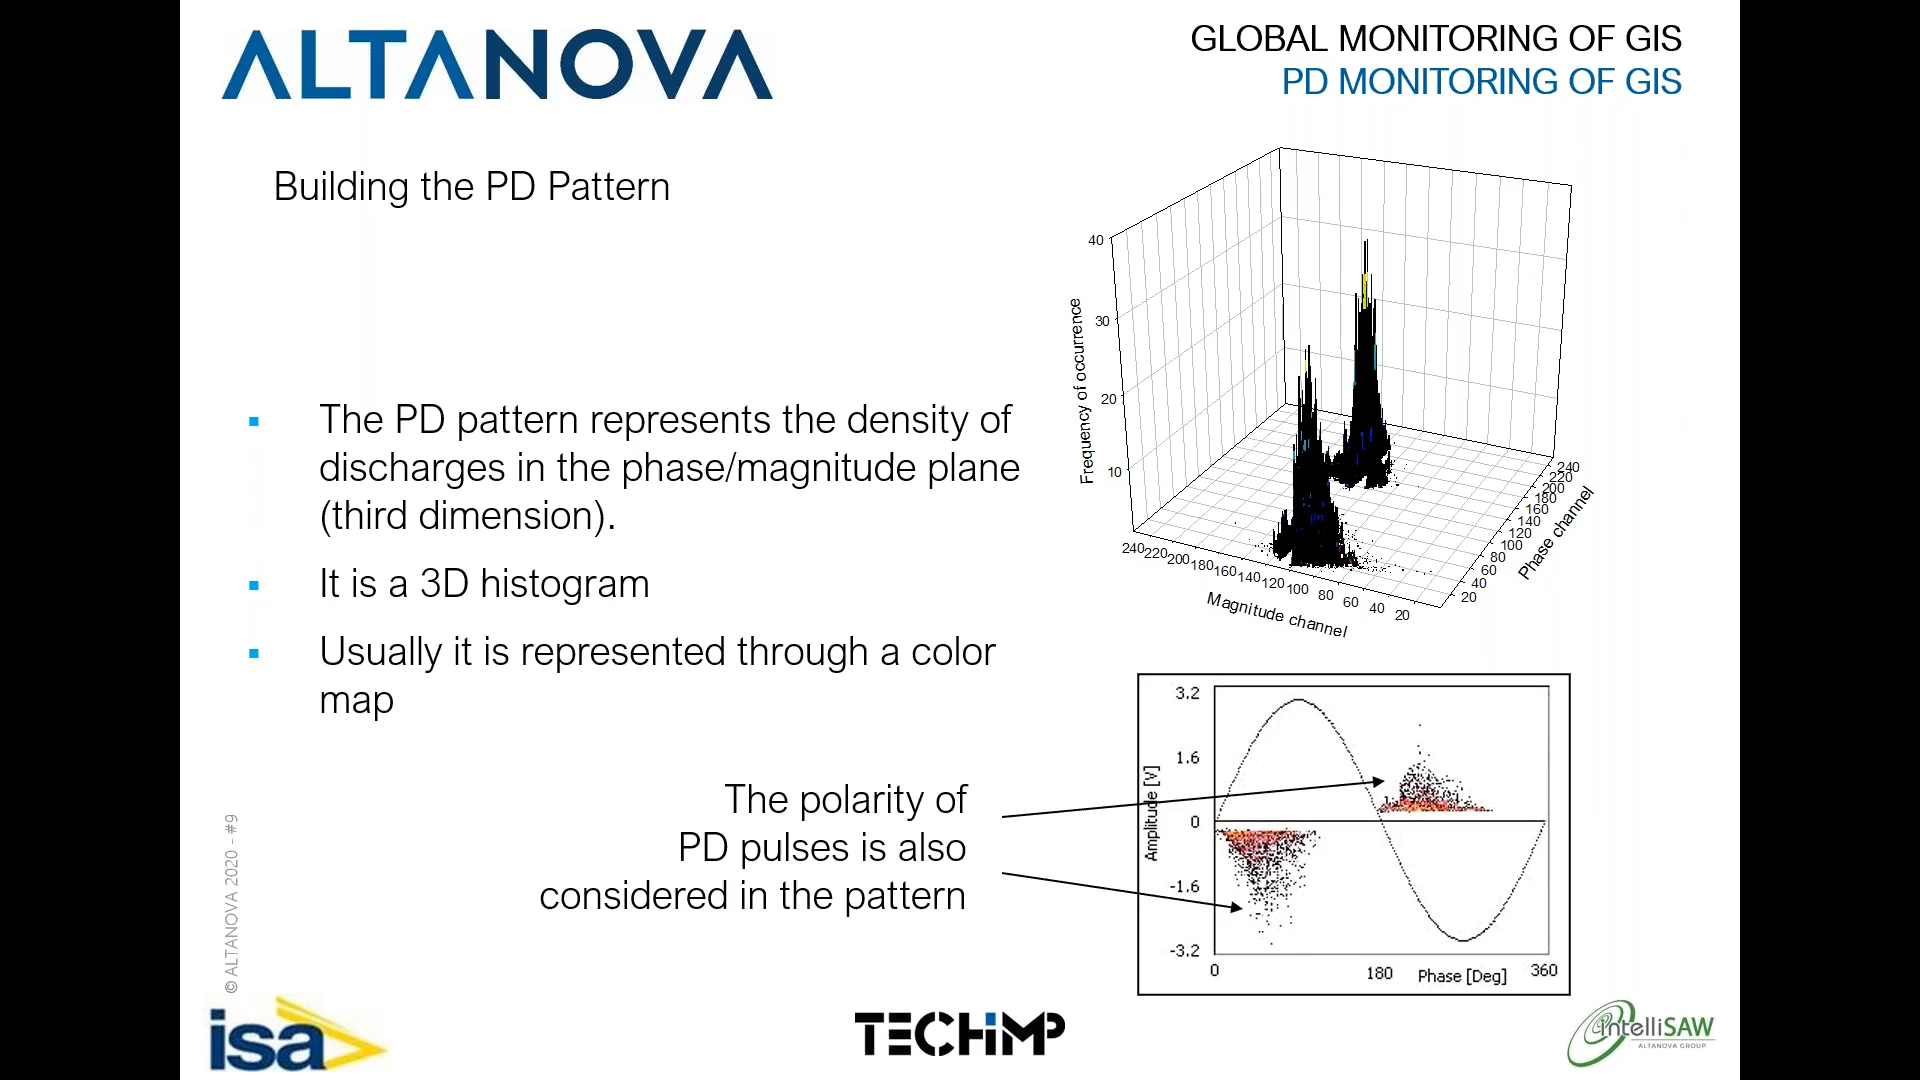 ALTANOVA
GLOBAL MONITORING OF GIS
PD MONITORING OF GIS
Building the PD Pattern
The PD pattern represents the density of
discharges in the phase/magnitude plane
(third dimension).
It is a 3D histogram
Usually it is represented through a color
map
The polarity of
PD pulses is also
considered in the pattern
40
30
20
10
Frequency of occurrence
240 220 200 180 160 140 120 100 80 60 40 20
Magnitude channel
240
220
200
180
160
140
120
100
80
60
40
20
Phase channel
3.2
1.6
0
-1.6
-3.2
Amplitude [V]
0 180 Phase [Deg] 360
© ALTANOVA 2020 - #9
isa
TECHIMP
intelliSAW
ALTANOVA GROUP